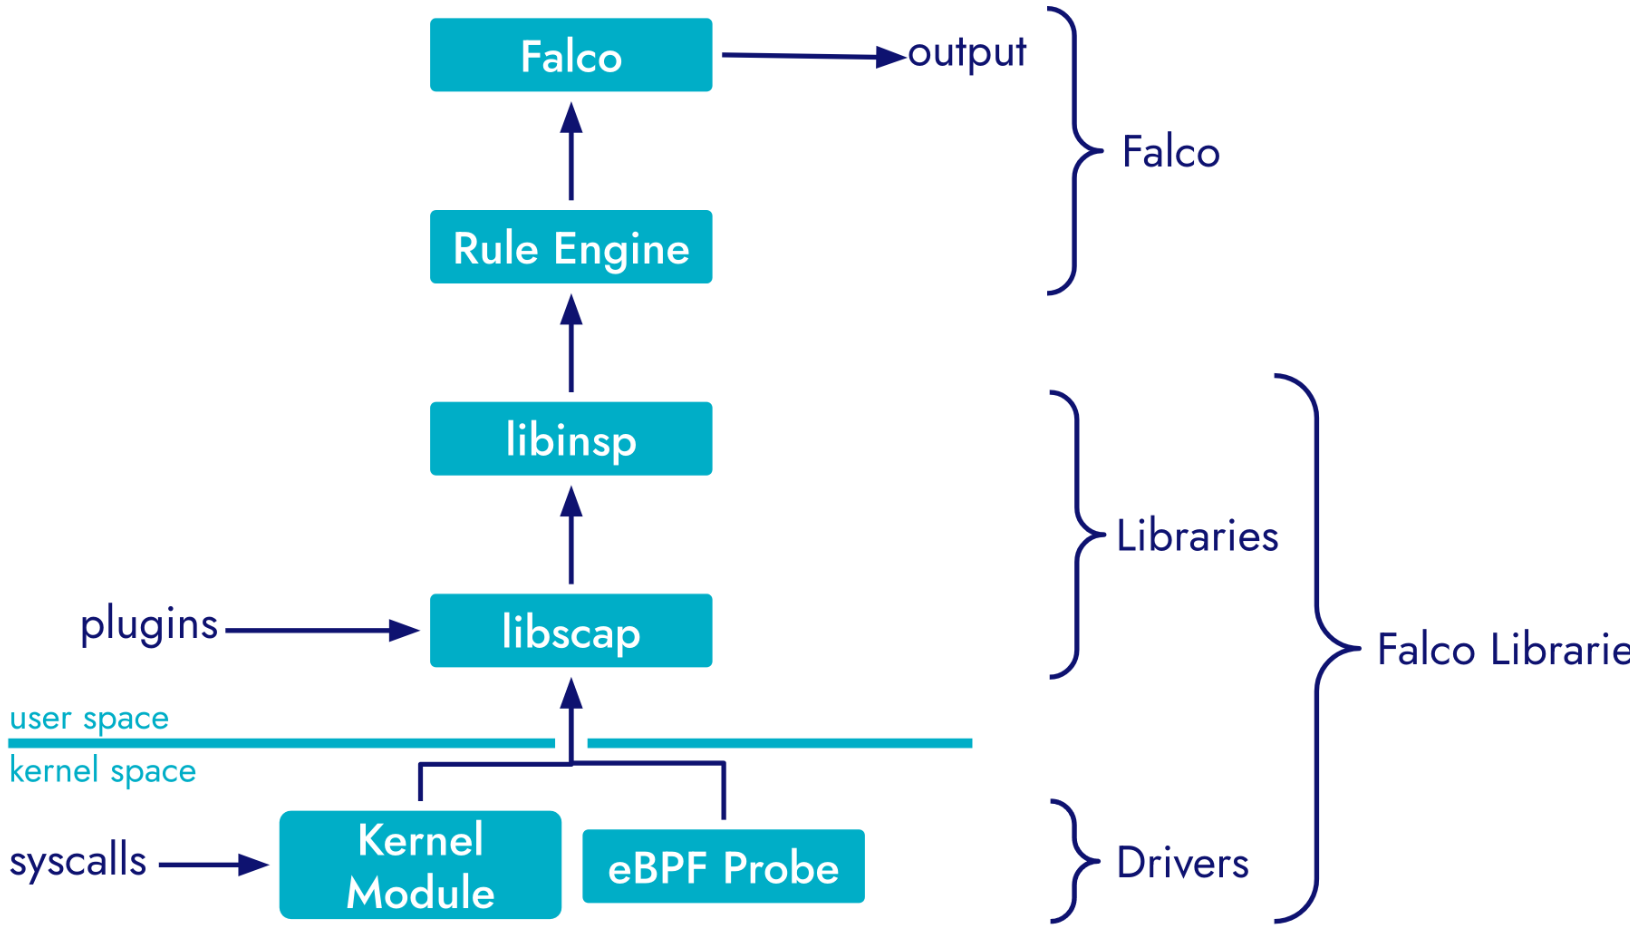 Falco
output
Falco
Rule Engine
libinsp
Libraries
plugins
libscap
Falco Librarie
user space
kernel space
syscalls
Kernel
Module
eBPF Probe
Drivers